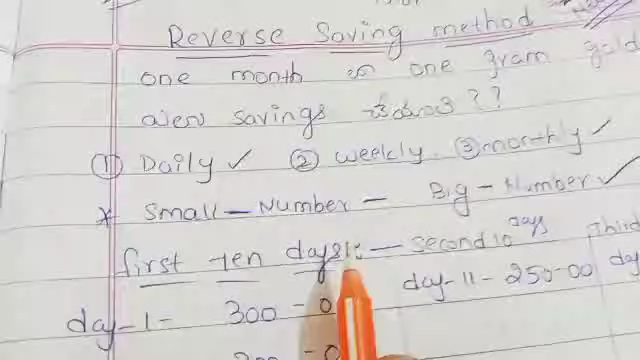 Reverse Saving method
one month లో one gram gold
ఎలా savings చేయాలి ??
① Daily ✓ ② weekly. ③ monthly ✓
* Small - Number - Big - Number ✓
first ten days - second 10 days Third
day-1- 300 - 0 day-11-250-00 day